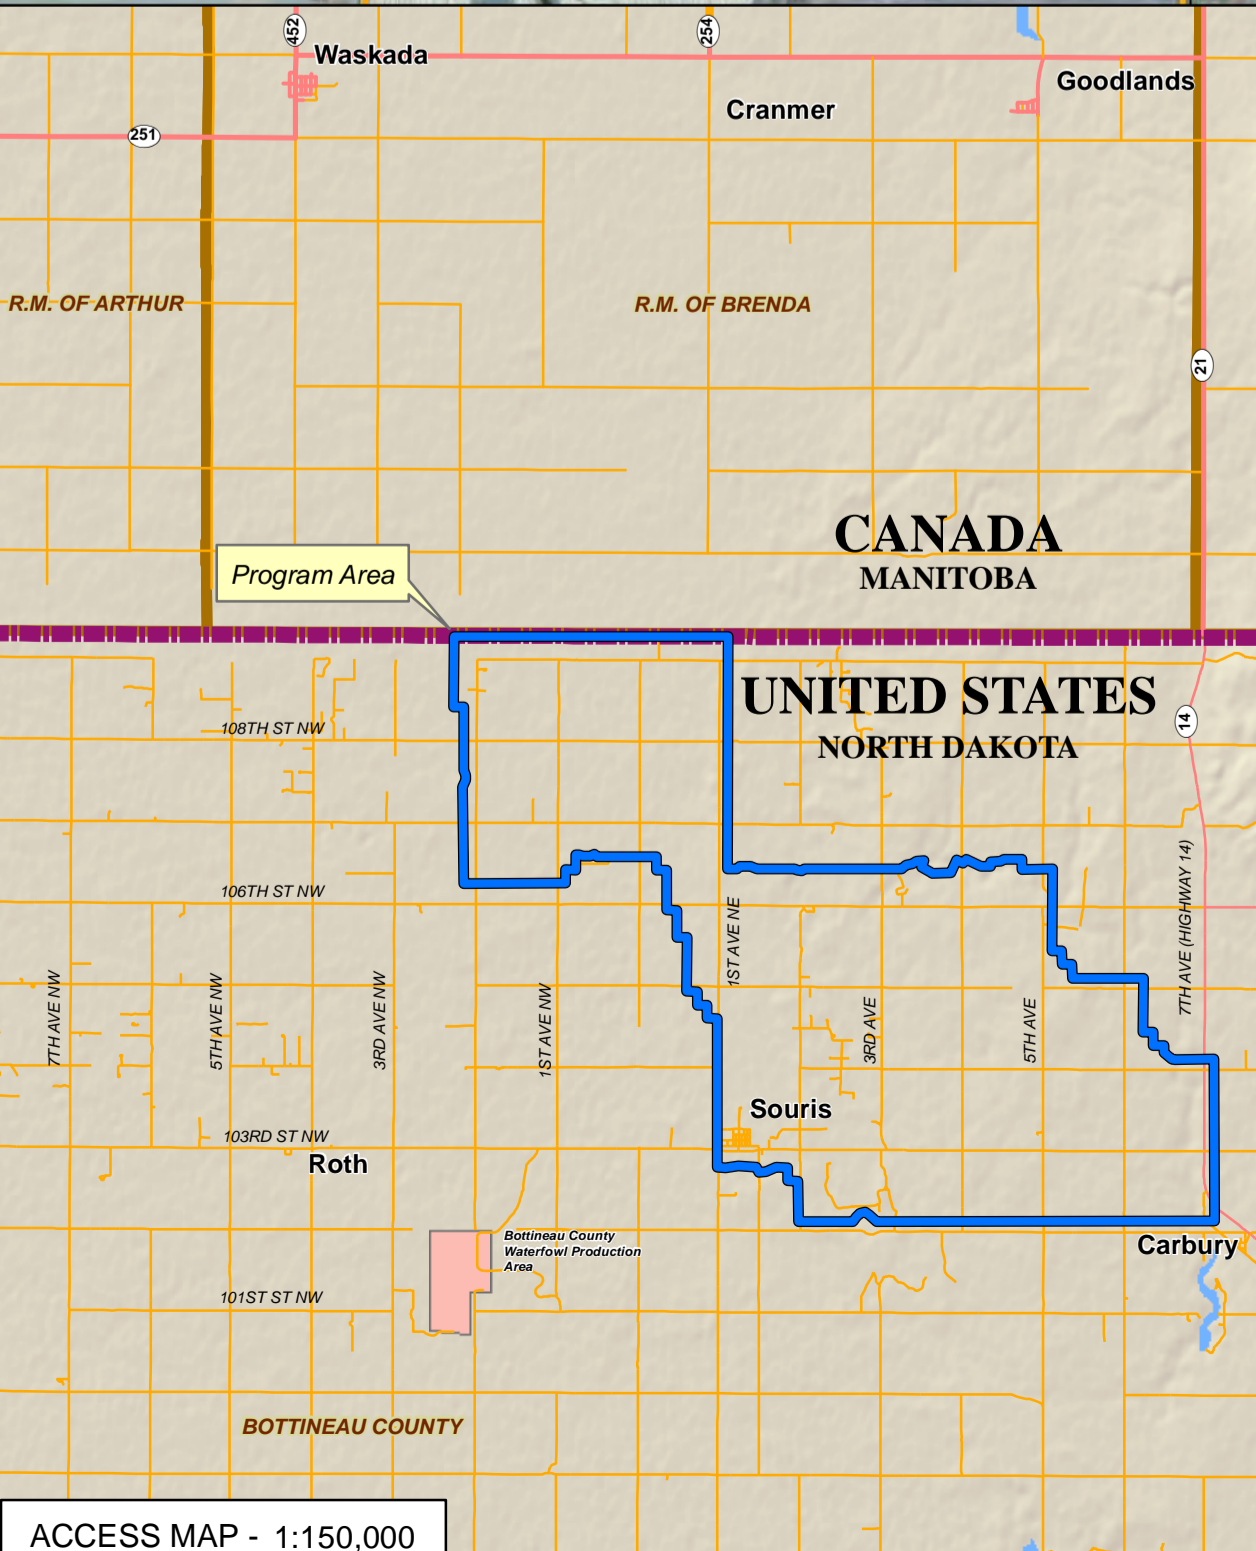 452
254
Waskada
Goodlands
Cranmer
251
R.M. OF ARTHUR
R.M. OF BRENDA
21
CANADA
MANITOBA
Program Area
UNITED STATES
NORTH DAKOTA
14
108TH ST NW
106TH ST NW
7TH AVE (HIGHWAY 14)
1ST AVE NE
7TH AVE NW
5TH AVE NW
3RD AVE NW
1ST AVE NW
3RD AVE
5TH AVE
Souris
103RD ST NW
Roth
Bottineau County
Waterfowl Production
Area
Carbury
101ST ST NW
BOTTINEAU COUNTY
ACCESS MAP - 1:150,000